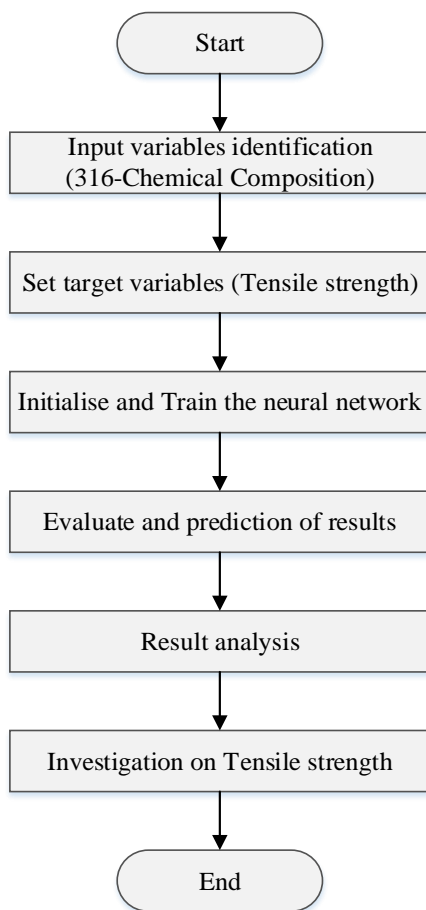 Start
Input variables identification
(316-Chemical Composition)
Set target variables (Tensile strength)
Initialise and Train the neural network
Evaluate and prediction of results
Result analysis
Investigation on Tensile strength
End